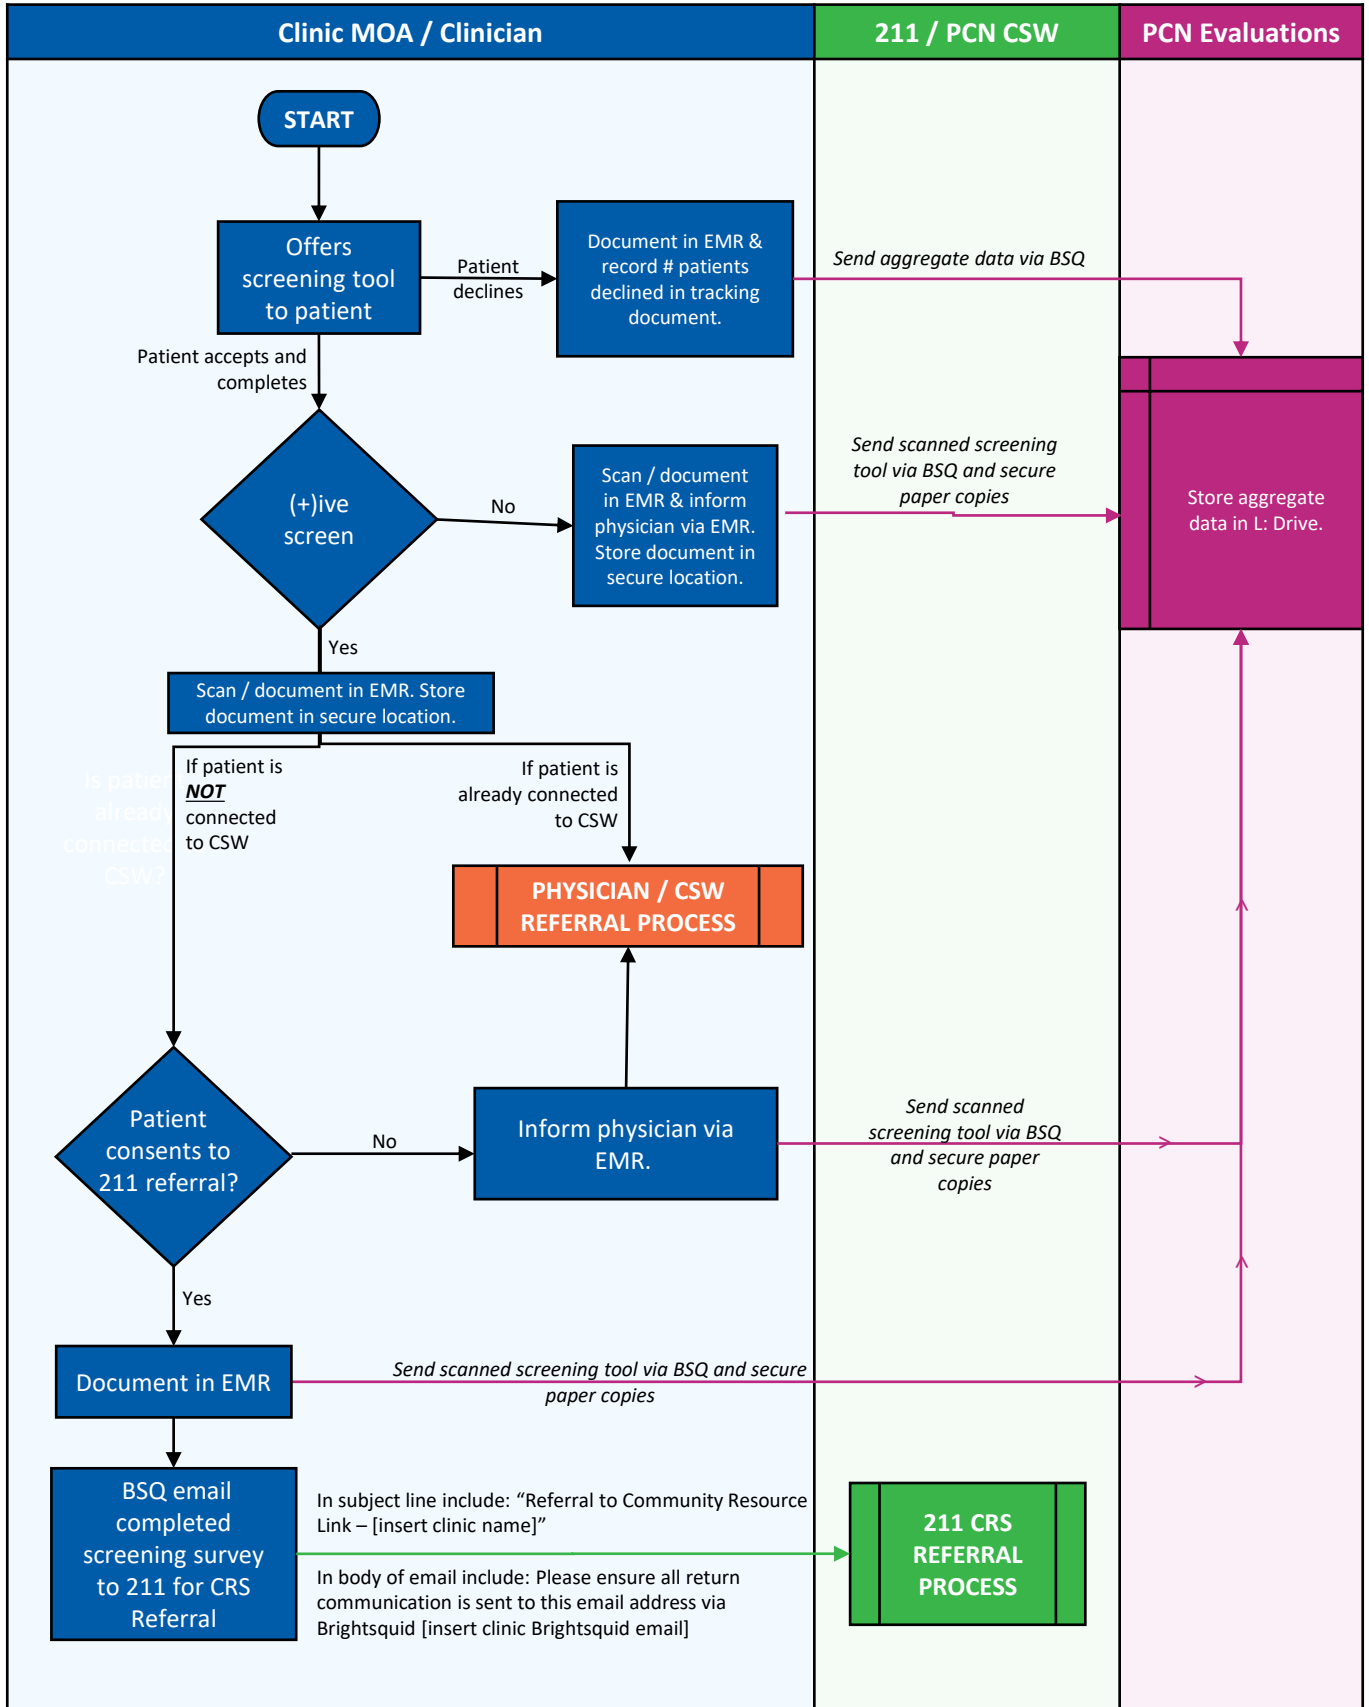 Clinic MOA / Clinician
211 / PCN CSW
PCN Evaluations
START
Offers
screening tool
to patient
Patient
declines
Document in EMR &
record # patients
declined in tracking
document.
Send aggregate data via BSQ
Patient accepts and
completes
(+)ive
screen
No
Scan / document
in EMR & inform
physician via EMR.
Store document in
secure location.
Send scanned screening
tool via BSQ and secure
paper copies
Store aggregate
data in L: Drive.
Yes
Scan / document in EMR. Store
document in secure location.
If patient is
NOT
connected
to CSW
If patient is
already connected
to CSW
Is patien
already
connected
CSW?
PHYSICIAN / CSW
REFERRAL PROCESS
Patient
consents to
211 referral?
No
Inform physician via
EMR.
Send scanned
screening tool via BSQ
and secure paper
copies
Yes
Document in EMR
Send scanned screening tool via BSQ and secure
paper copies
BSQ email
completed
screening survey
to 211 for CRS
Referral
In subject line include: “Referral to Community Resource
Link – [insert clinic name]”
In body of email include: Please ensure all return
communication is sent to this email address via
Brightsquid [insert clinic Brightsquid email]
211 CRS
REFERRAL
PROCESS